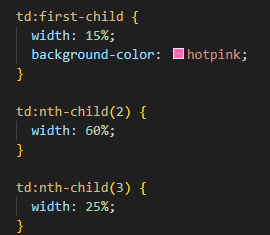 td:first-child {
  width: 15%;
  background-color: hotpink;
}

td:nth-child(2) {
  width: 60%;
}

td:nth-child(3) {
  width: 25%;
}